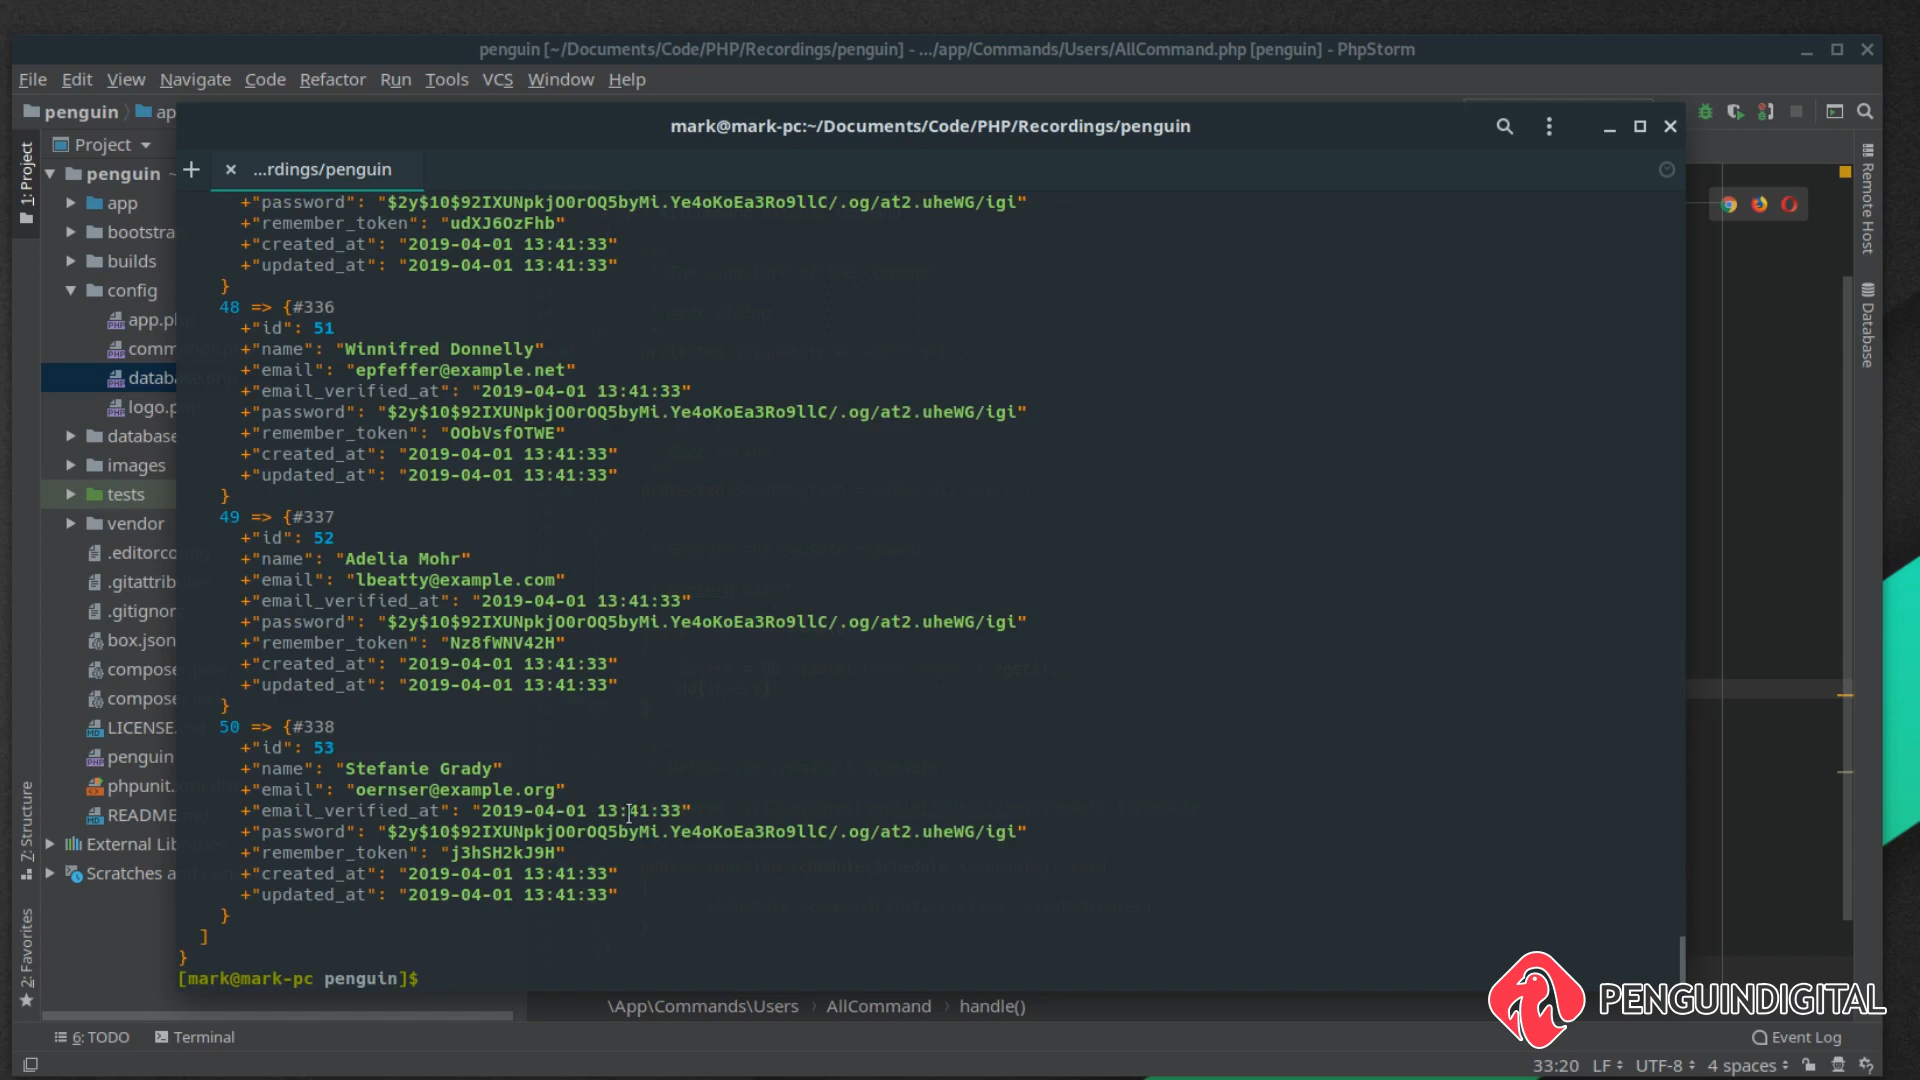 penguin [~/Documents/Code/PHP/Recordings/penguin] - .../app/Commands/Users/AllCommand.php [penguin] - PhpStorm
File Edit View Navigate Code Refactor Run Tools VCS Window Help
penguin ap
mark@mark-pc:~/Documents/Code/PHP/Recordings/penguin
...rdings/penguin
1: Project
Project
penguin ~
app
bootstra
builds
config
app.p
comm
datab
logo.p
database
images
tests
vendor
.editorco
.gitattrib
.gitignor
box.json
compose
compose
LICENSE
penguin
phpunit.
README
External Lib
Scratches a
7: Structure
2: Favorites
Remote Host
Database
+"password": "$2y$10$92IXUNpkjO0rOQ5byMi.Ye4oKoEa3Ro9llC/.og/at2.uheWG/igi"
+"remember_token": "udXJ6OzFhb"
+"created_at": "2019-04-01 13:41:33"
+"updated_at": "2019-04-01 13:41:33"
}
48 => {#336
+"id": 51
+"name": "Winnifred Donnelly"
+"email": "epfeffer@example.net"
+"email_verified_at": "2019-04-01 13:41:33"
+"password": "$2y$10$92IXUNpkjO0rOQ5byMi.Ye4oKoEa3Ro9llC/.og/at2.uheWG/igi"
+"remember_token": "OObVsfOTWE"
+"created_at": "2019-04-01 13:41:33"
+"updated_at": "2019-04-01 13:41:33"
}
49 => {#337
+"id": 52
+"name": "Adelia Mohr"
+"email": "lbeatty@example.com"
+"email_verified_at": "2019-04-01 13:41:33"
+"password": "$2y$10$92IXUNpkjO0rOQ5byMi.Ye4oKoEa3Ro9llC/.og/at2.uheWG/igi"
+"remember_token": "Nz8fWNV42H"
+"created_at": "2019-04-01 13:41:33"
+"updated_at": "2019-04-01 13:41:33"
}
50 => {#338
+"id": 53
+"name": "Stefanie Grady"
+"email": "oernser@example.org"
+"email_verified_at": "2019-04-01 13:41:33"
+"password": "$2y$10$92IXUNpkjO0rOQ5byMi.Ye4oKoEa3Ro9llC/.og/at2.uheWG/igi"
+"remember_token": "j3hSH2kJ9H"
+"created_at": "2019-04-01 13:41:33"
+"updated_at": "2019-04-01 13:41:33"
}
]
}
[mark@mark-pc penguin]$
\App\Commands\Users › AllCommand › handle()
PENGUINDIGITAL
6: TODO Terminal Event Log
33:20 LF UTF-8 4 spaces